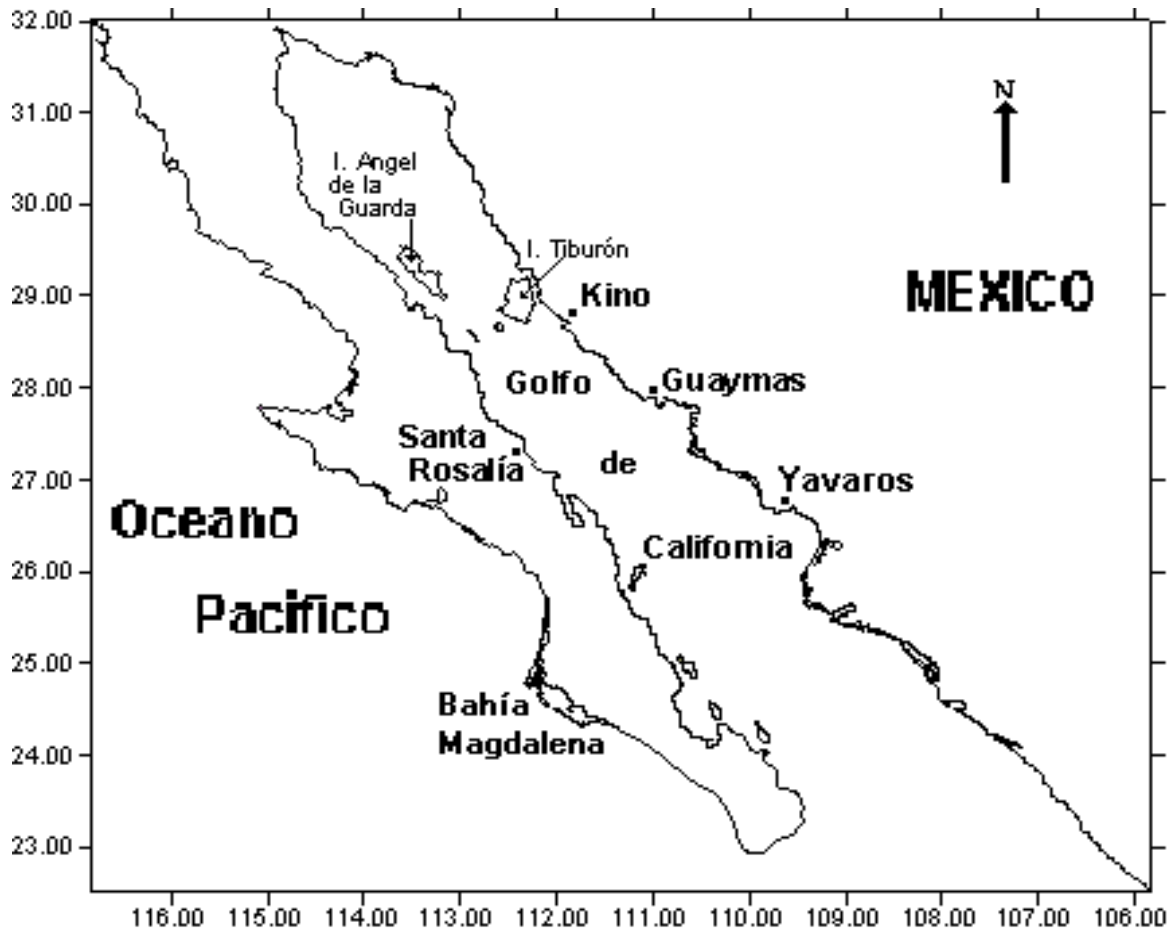 32.00
31.00
30.00
29.00
28.00
27.00
26.00
25.00
24.00
23.00
N
I. Angel
de la
Guarda
I. Tiburón
Kino
MEXICO
Golfo
Guaymas
Santa
Rosalía
de
Yavaros
Oceano
California
Pacifico
Bahía
Magdalena
116.00 115.00 114.00 113.00 112.00 111.00 110.00 109.00 108.00 107.00 106.00